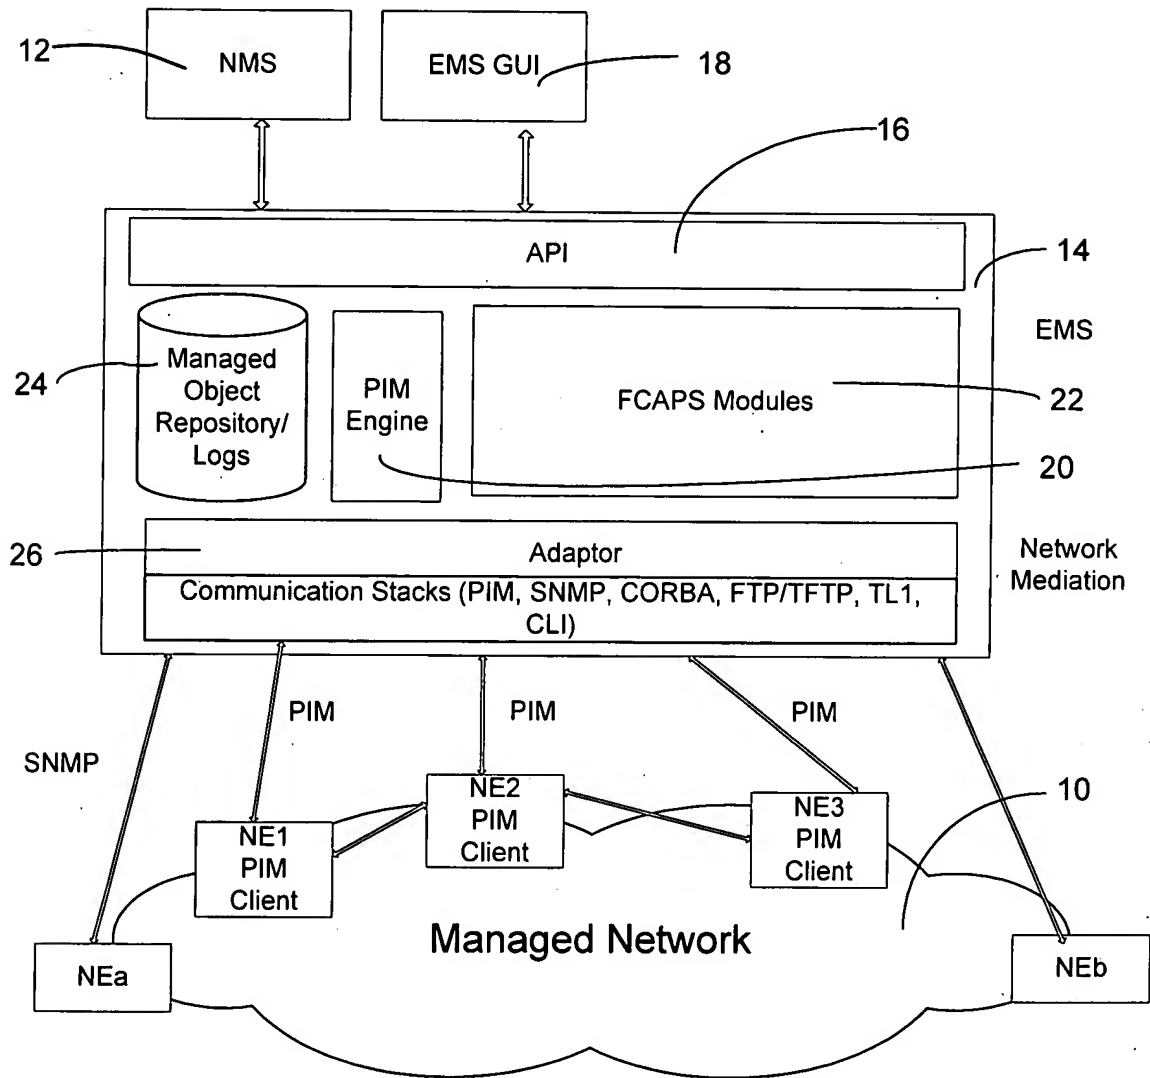 12
NMS
EMS GUI
18
16
API
14
EMS
24
Managed
Object
Repository/
Logs
PIM
Engine
FCAPS Modules
22
20
26
Adaptor
Network
Mediation
Communication Stacks (PIM, SNMP, CORBA, FTP/TFTP, TL1,
CLI)
SNMP
PIM
PIM
PIM
NE1
PIM
Client
NE2
PIM
Client
NE3
PIM
Client
10
Managed Network
NEa
NEb